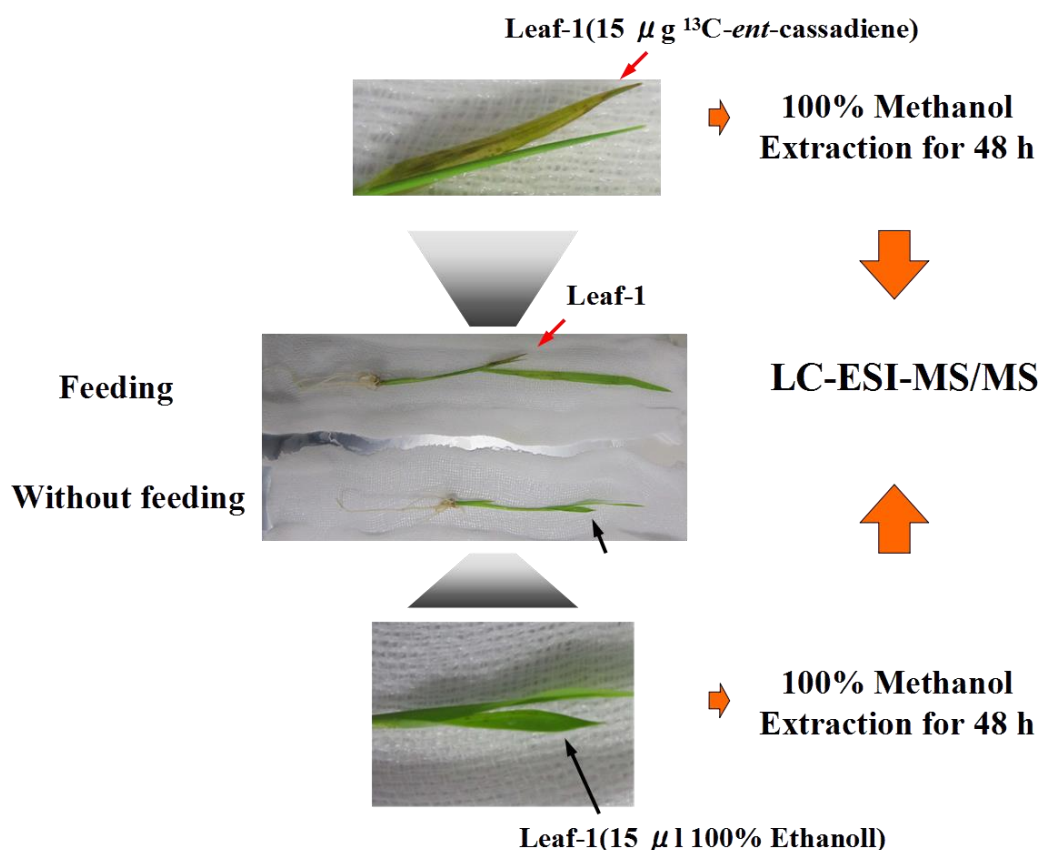 Leaf-1(15 μg ¹³C-ent-cassadiene)
100% Methanol
Extraction for 48 h
Leaf-1
Feeding
LC-ESI-MS/MS
Without feeding
100% Methanol
Extraction for 48 h
Leaf-1(15 μl 100% Ethanoll)